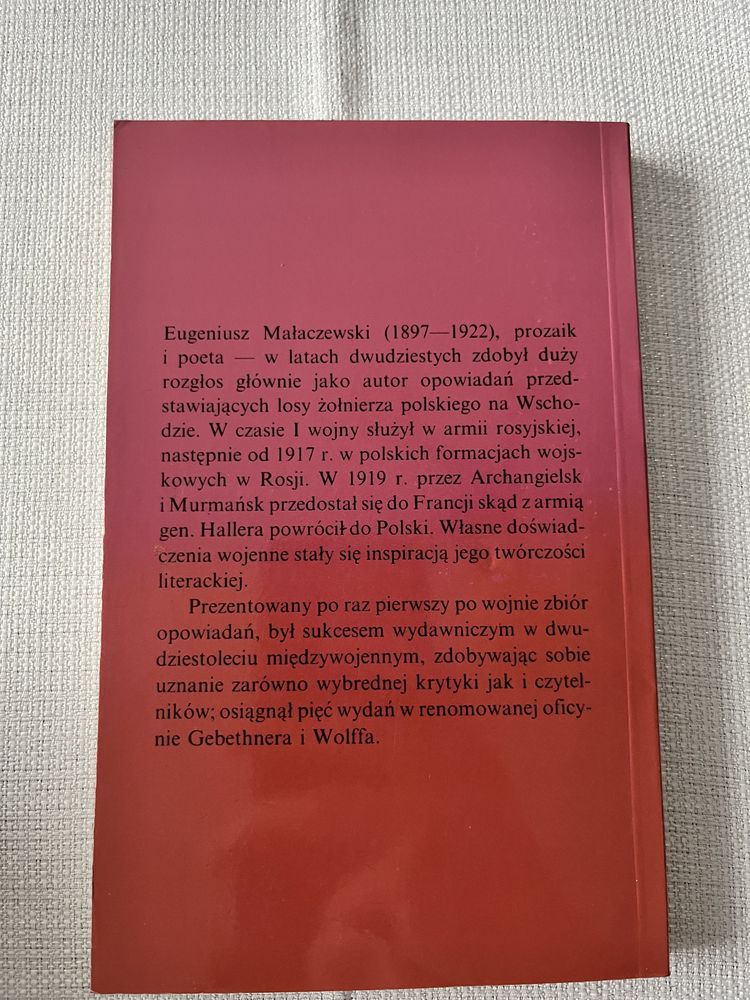 Eugeniusz Małaczewski (1897—1922), prozaik
i poeta — w latach dwudziestych zdobył duży
rozgłos głównie jako autor opowiadań przed-
stawiających losy żołnierza polskiego na Wscho-
dzie. W czasie I wojny służył w armii rosyjskiej,
następnie od 1917 r. w polskich formacjach wojs-
kowych w Rosji. W 1919 r. przez Archangielsk
i Murmańsk przedostał się do Francji skąd z armią
gen. Hallera powrócił do Polski. Własne doświad-
czenia wojenne stały się inspiracją jego twórczości
literackiej.
Prezentowany po raz pierwszy po wojnie zbiór
opowiadań, był sukcesem wydawniczym w dwu-
dziestoleciu międzywojennym, zdobywając sobie
uznanie zarówno wybrednej krytyki jak i czytel-
ników; osiągnął pięć wydań w renomowanej oficy-
nie Gebethnera i Wolffa.